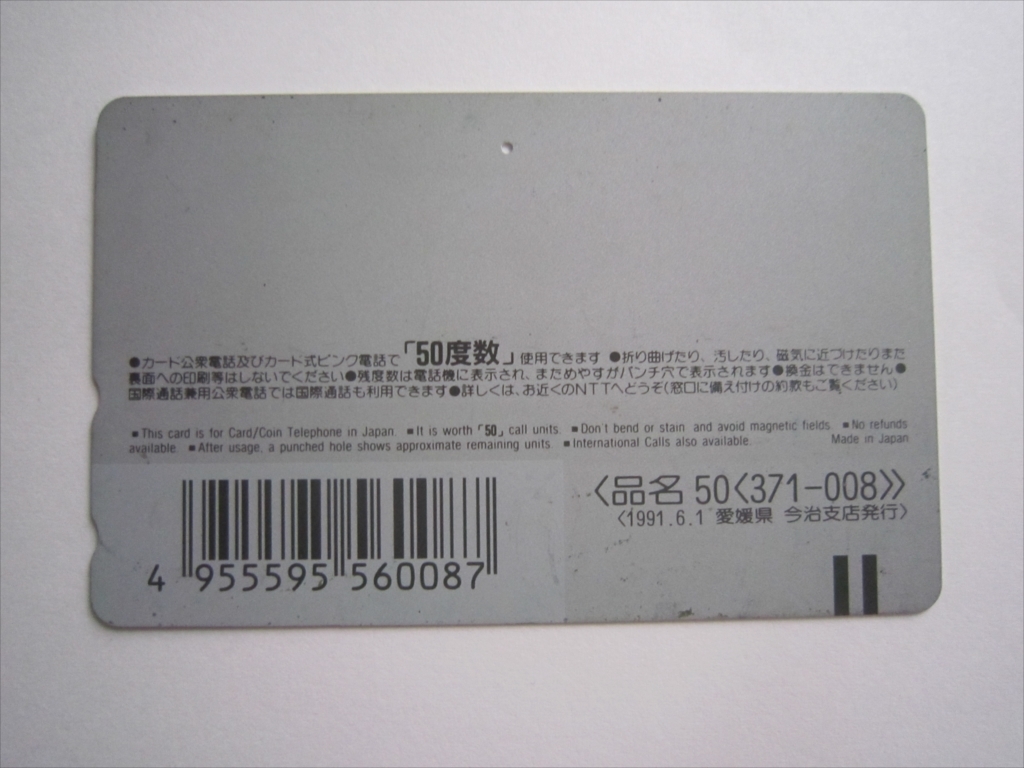 ●カード公衆電話及びカード式ピンク電話で「50度数」使用できます ●折り曲げたり、汚したり、磁気に近づけたりまた
裏面への印刷等はしないでください●残度数は電話機に表示され、まためやすがパンチ穴で表示されます●換金はできません●
国際通話兼用公衆電話では国際通話も利用できます●詳しくは、お近くのNTTへどうぞ(窓口に備え付けの約款もご覧ください)
■This card is for Card/Coin Telephone in Japan. ■It is worth「50」call units. ■Don't bend or stain and avoid magnetic fields. ■No refunds
available. ■After usage, a punched hole shows approximate remaining units. ■International Calls also available. Made in Japan
〈品名 50〈371-008〉〉
〈1991.6.1 愛媛県 今治支店発行〉
4 955595 560087